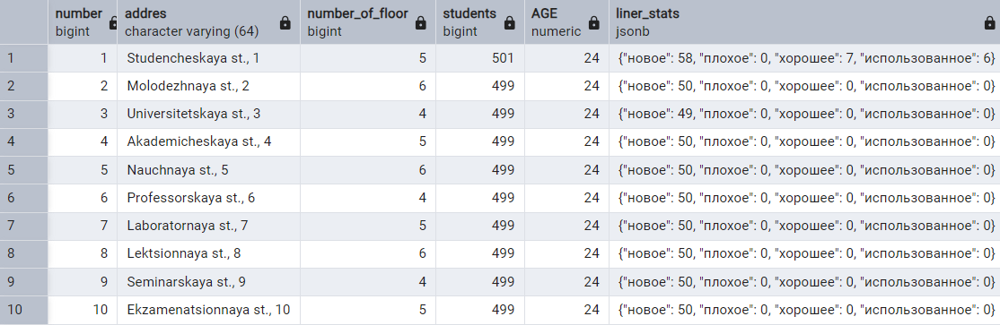 number addres number_of_floor students AGE liner_stats
bigint character varying (64) bigint bigint numeric jsonb
1 1 Studencheskaya st., 1 5 501 24 {"новое": 58, "плохое": 0, "хорошее": 7, "использованное": 6}
2 2 Molodezhnaya st., 2 6 499 24 {"новое": 50, "плохое": 0, "хорошее": 0, "использованное": 0}
3 3 Universitetskaya st., 3 4 499 24 {"новое": 49, "плохое": 0, "хорошее": 0, "использованное": 0}
4 4 Akademicheskaya st., 4 5 499 24 {"новое": 50, "плохое": 0, "хорошее": 0, "использованное": 0}
5 5 Nauchnaya st., 5 6 499 24 {"новое": 50, "плохое": 0, "хорошее": 0, "использованное": 0}
6 6 Professorskaya st., 6 4 499 24 {"новое": 50, "плохое": 0, "хорошее": 0, "использованное": 0}
7 7 Laboratornaya st., 7 5 499 24 {"новое": 50, "плохое": 0, "хорошее": 0, "использованное": 0}
8 8 Lektsionnaya st., 8 6 499 24 {"новое": 50, "плохое": 0, "хорошее": 0, "использованное": 0}
9 9 Seminarskaya st., 9 4 499 24 {"новое": 50, "плохое": 0, "хорошее": 0, "использованное": 0}
10 10 Ekzamenatsionnaya st., 10 5 499 24 {"новое": 50, "плохое": 0, "хорошее": 0, "использованное": 0}